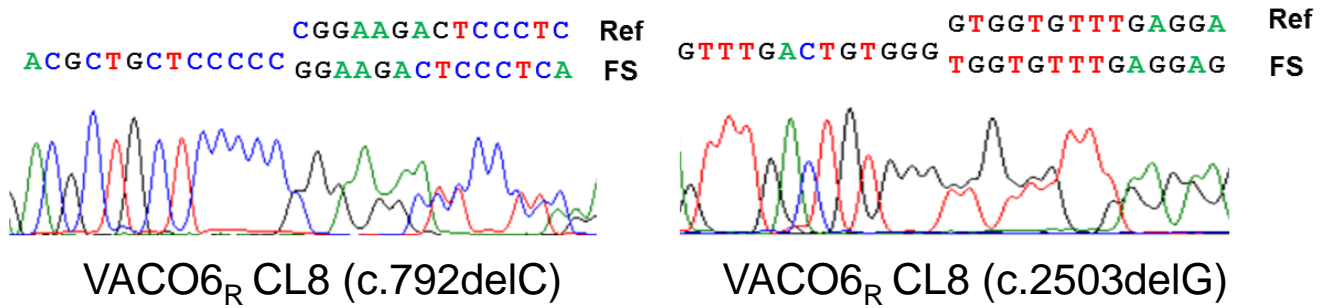 CGGAAGACTCCCTC Ref
ACGCTGCTCCCCC
GGAAGACTCCCTCA FS
GTGGTGTTTGAGGA Ref
GTTTGACTGTGGG
TGGTGTTTGAGGAG FS
VACO6R CL8 (c.792delC)
VACO6R CL8 (c.2503delG)